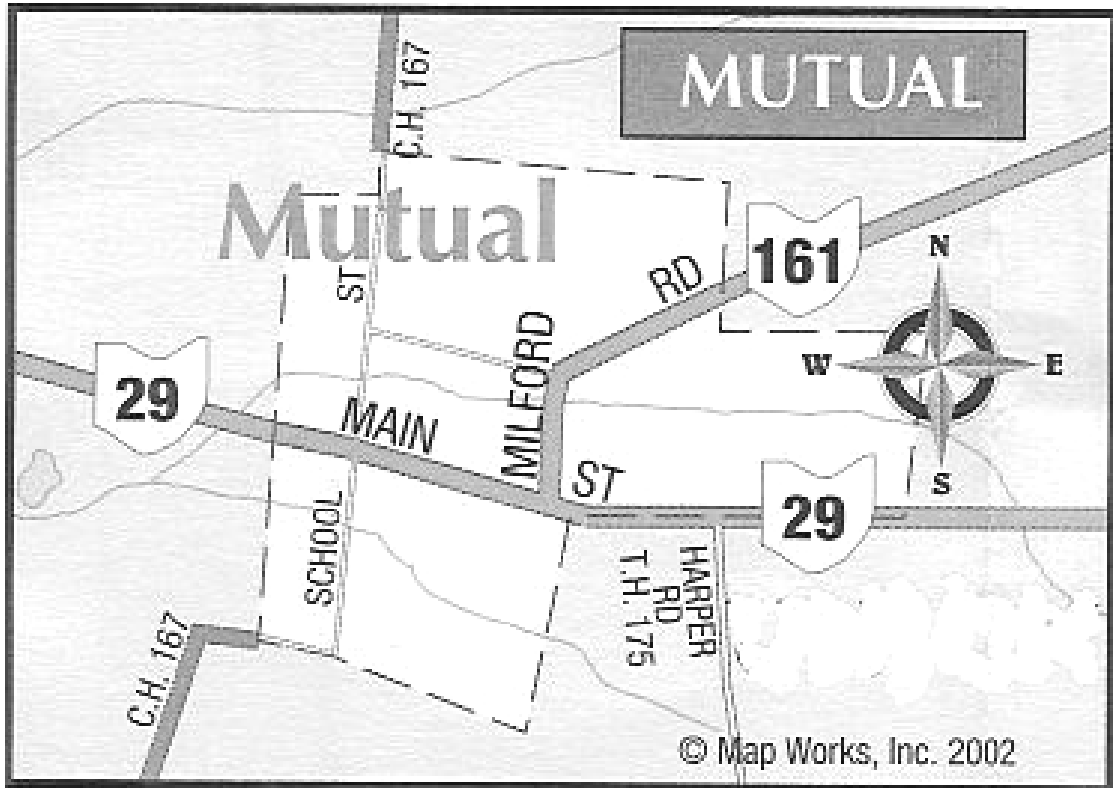 C.H. 167
MUTUAL
Mutual
ST
RD
161
N
W
E
S
29
MAIN
MILFORD
ST
29
SCHOOL
HARPER
RD
T.H. 175
C.H. 167
© Map Works, Inc. 2002